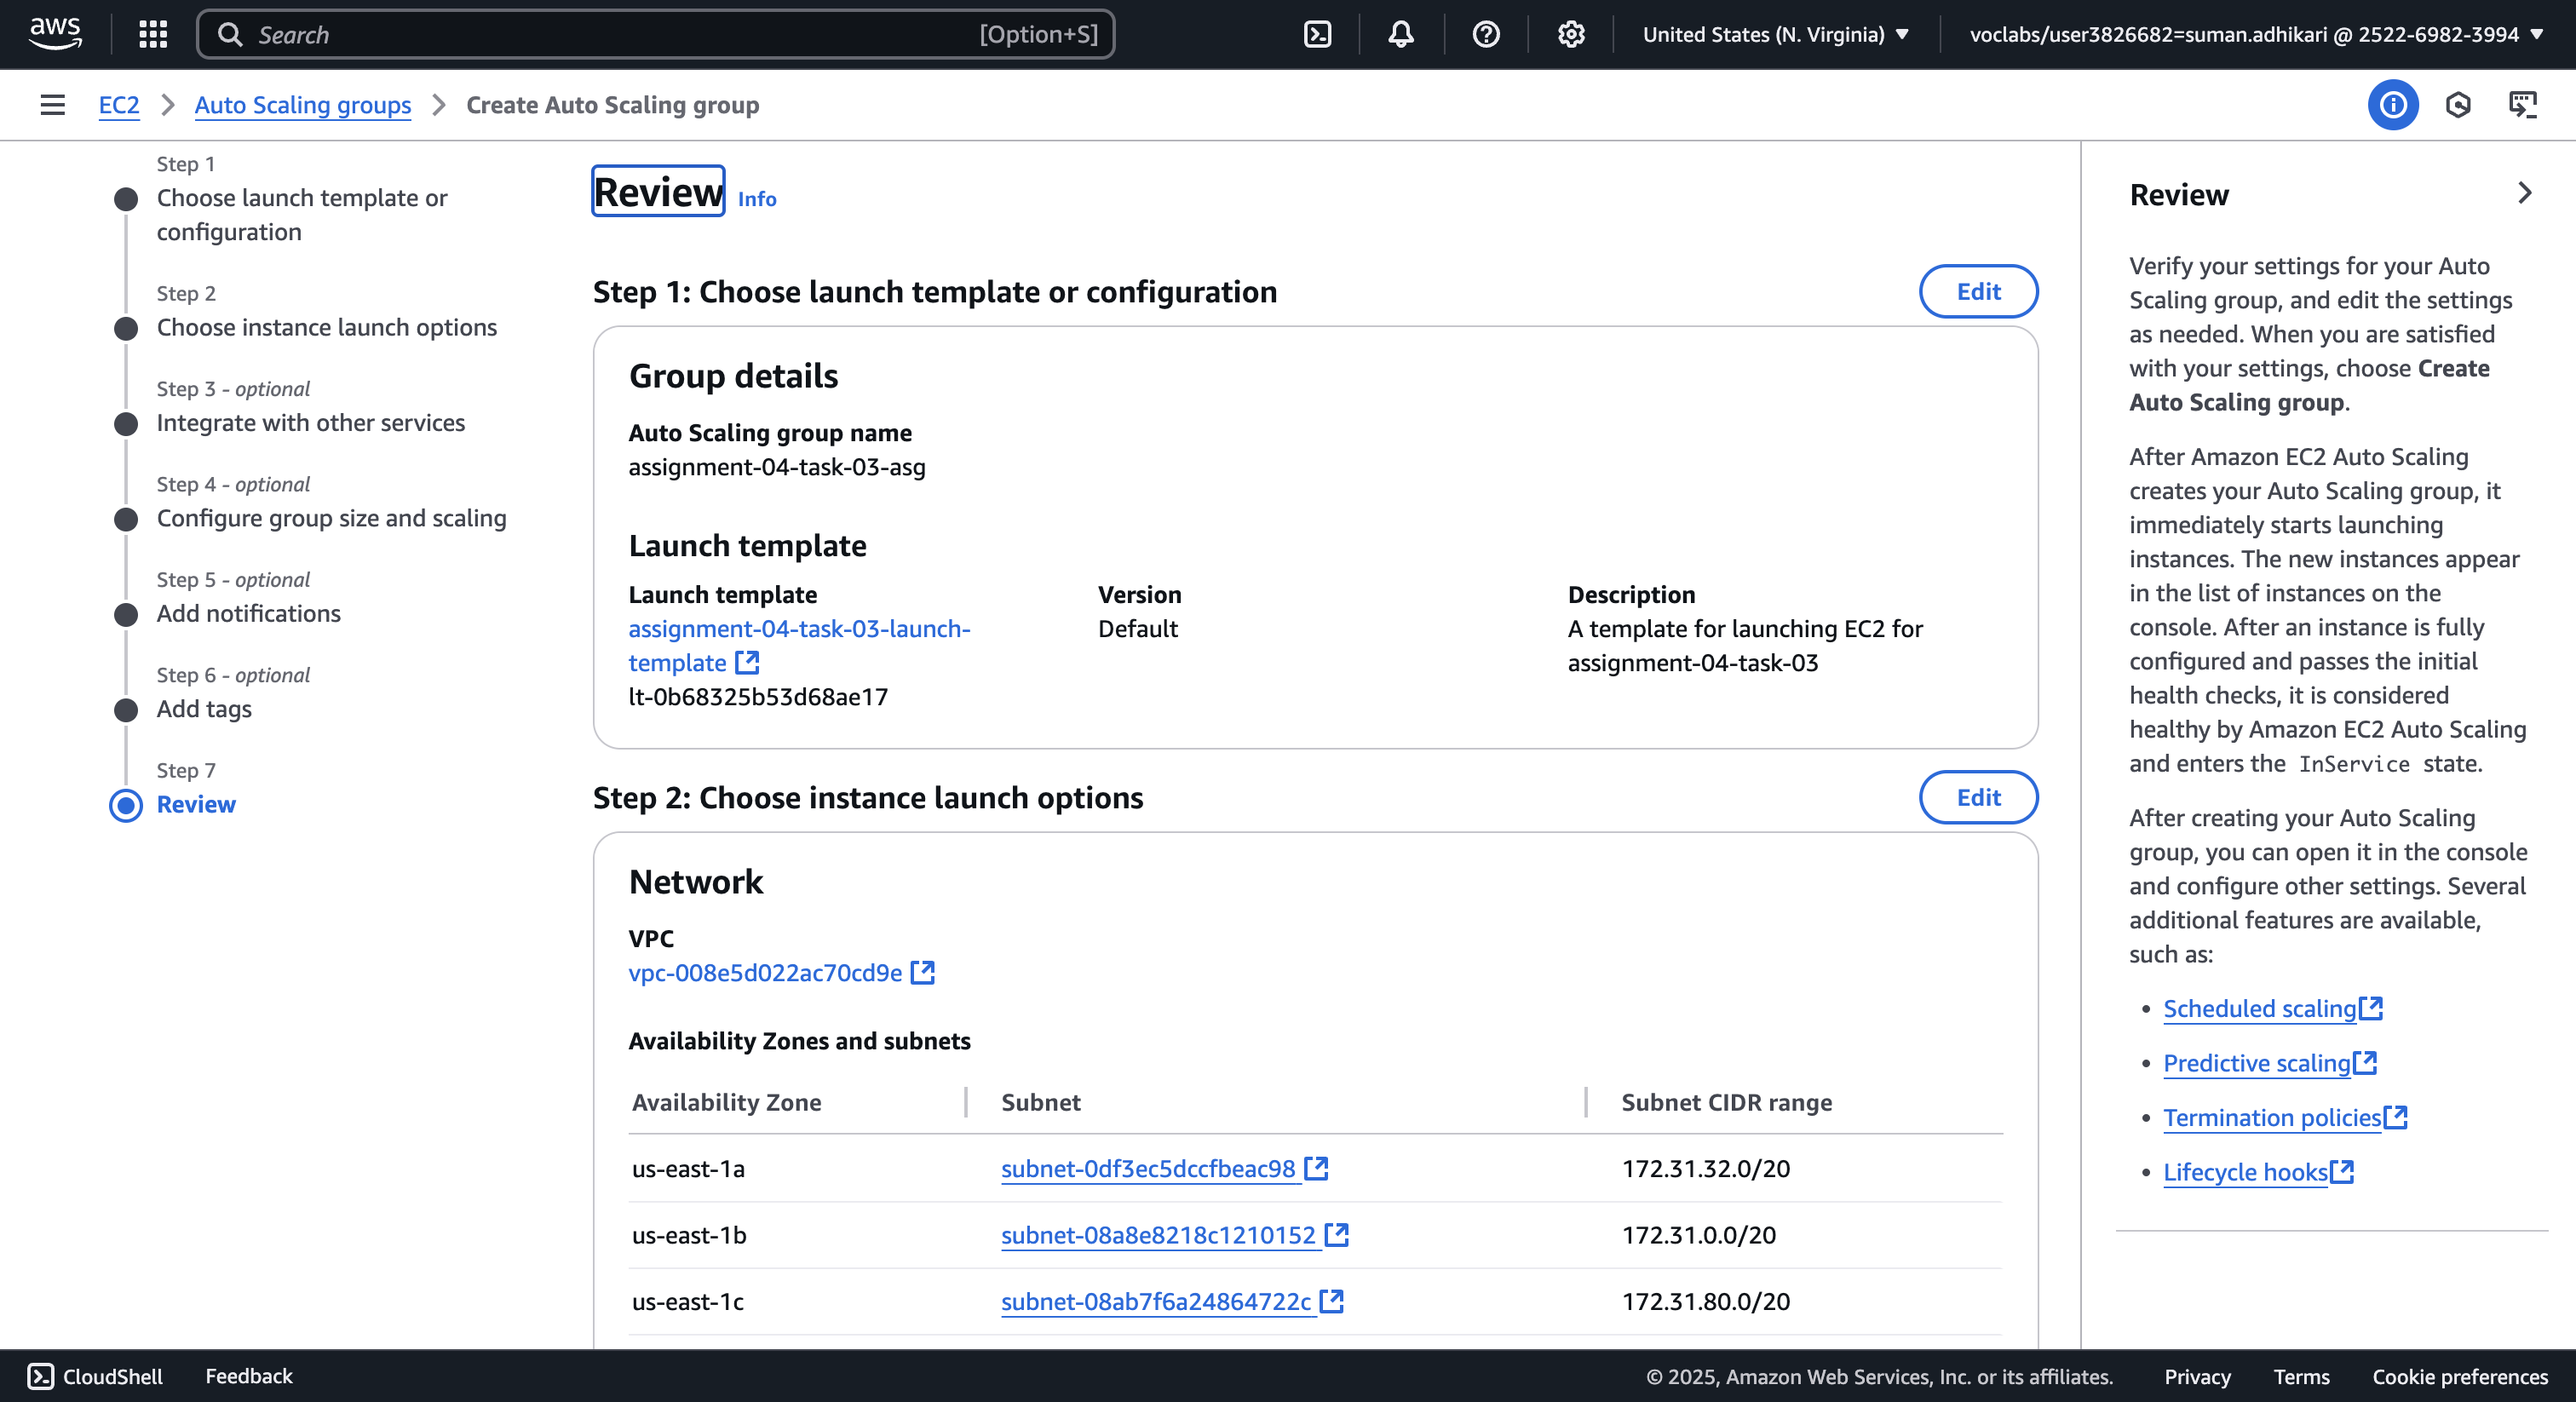 aws
Search [Option+S]
United States (N. Virginia)
voclabs/user3826682=suman.adhikari @ 2522-6982-3994
EC2
Auto Scaling groups
Create Auto Scaling group
Step 1
Choose launch template or
configuration
Step 2
Choose instance launch options
Step 3 - optional
Integrate with other services
Step 4 - optional
Configure group size and scaling
Step 5 - optional
Add notifications
Step 6 - optional
Add tags
Step 7
Review
Review Info
Step 1: Choose launch template or configuration
Edit
Group details
Auto Scaling group name
assignment-04-task-03-asg
Launch template
Launch template
assignment-04-task-03-launch-
template
lt-0b68325b53d68ae17
Version
Default
Description
A template for launching EC2 for
assignment-04-task-03
Step 2: Choose instance launch options
Edit
Network
VPC
vpc-008e5d022ac70cd9e
Availability Zones and subnets
Availability Zone Subnet Subnet CIDR range
us-east-1a subnet-0df3ec5dccfbeac98 172.31.32.0/20
us-east-1b subnet-08a8e8218c1210152 172.31.0.0/20
us-east-1c subnet-08ab7f6a24864722c 172.31.80.0/20
Review
Verify your settings for your Auto
Scaling group, and edit the settings
as needed. When you are satisfied
with your settings, choose Create
Auto Scaling group.
After Amazon EC2 Auto Scaling
creates your Auto Scaling group, it
immediately starts launching
instances. The new instances appear
in the list of instances on the
console. After an instance is fully
configured and passes the initial
health checks, it is considered
healthy by Amazon EC2 Auto Scaling
and enters the InService state.
After creating your Auto Scaling
group, you can open it in the console
and configure other settings. Several
additional features are available,
such as:
• Scheduled scaling
• Predictive scaling
• Termination policies
• Lifecycle hooks
CloudShell
Feedback
© 2025, Amazon Web Services, Inc. or its affiliates.
Privacy
Terms
Cookie preferences